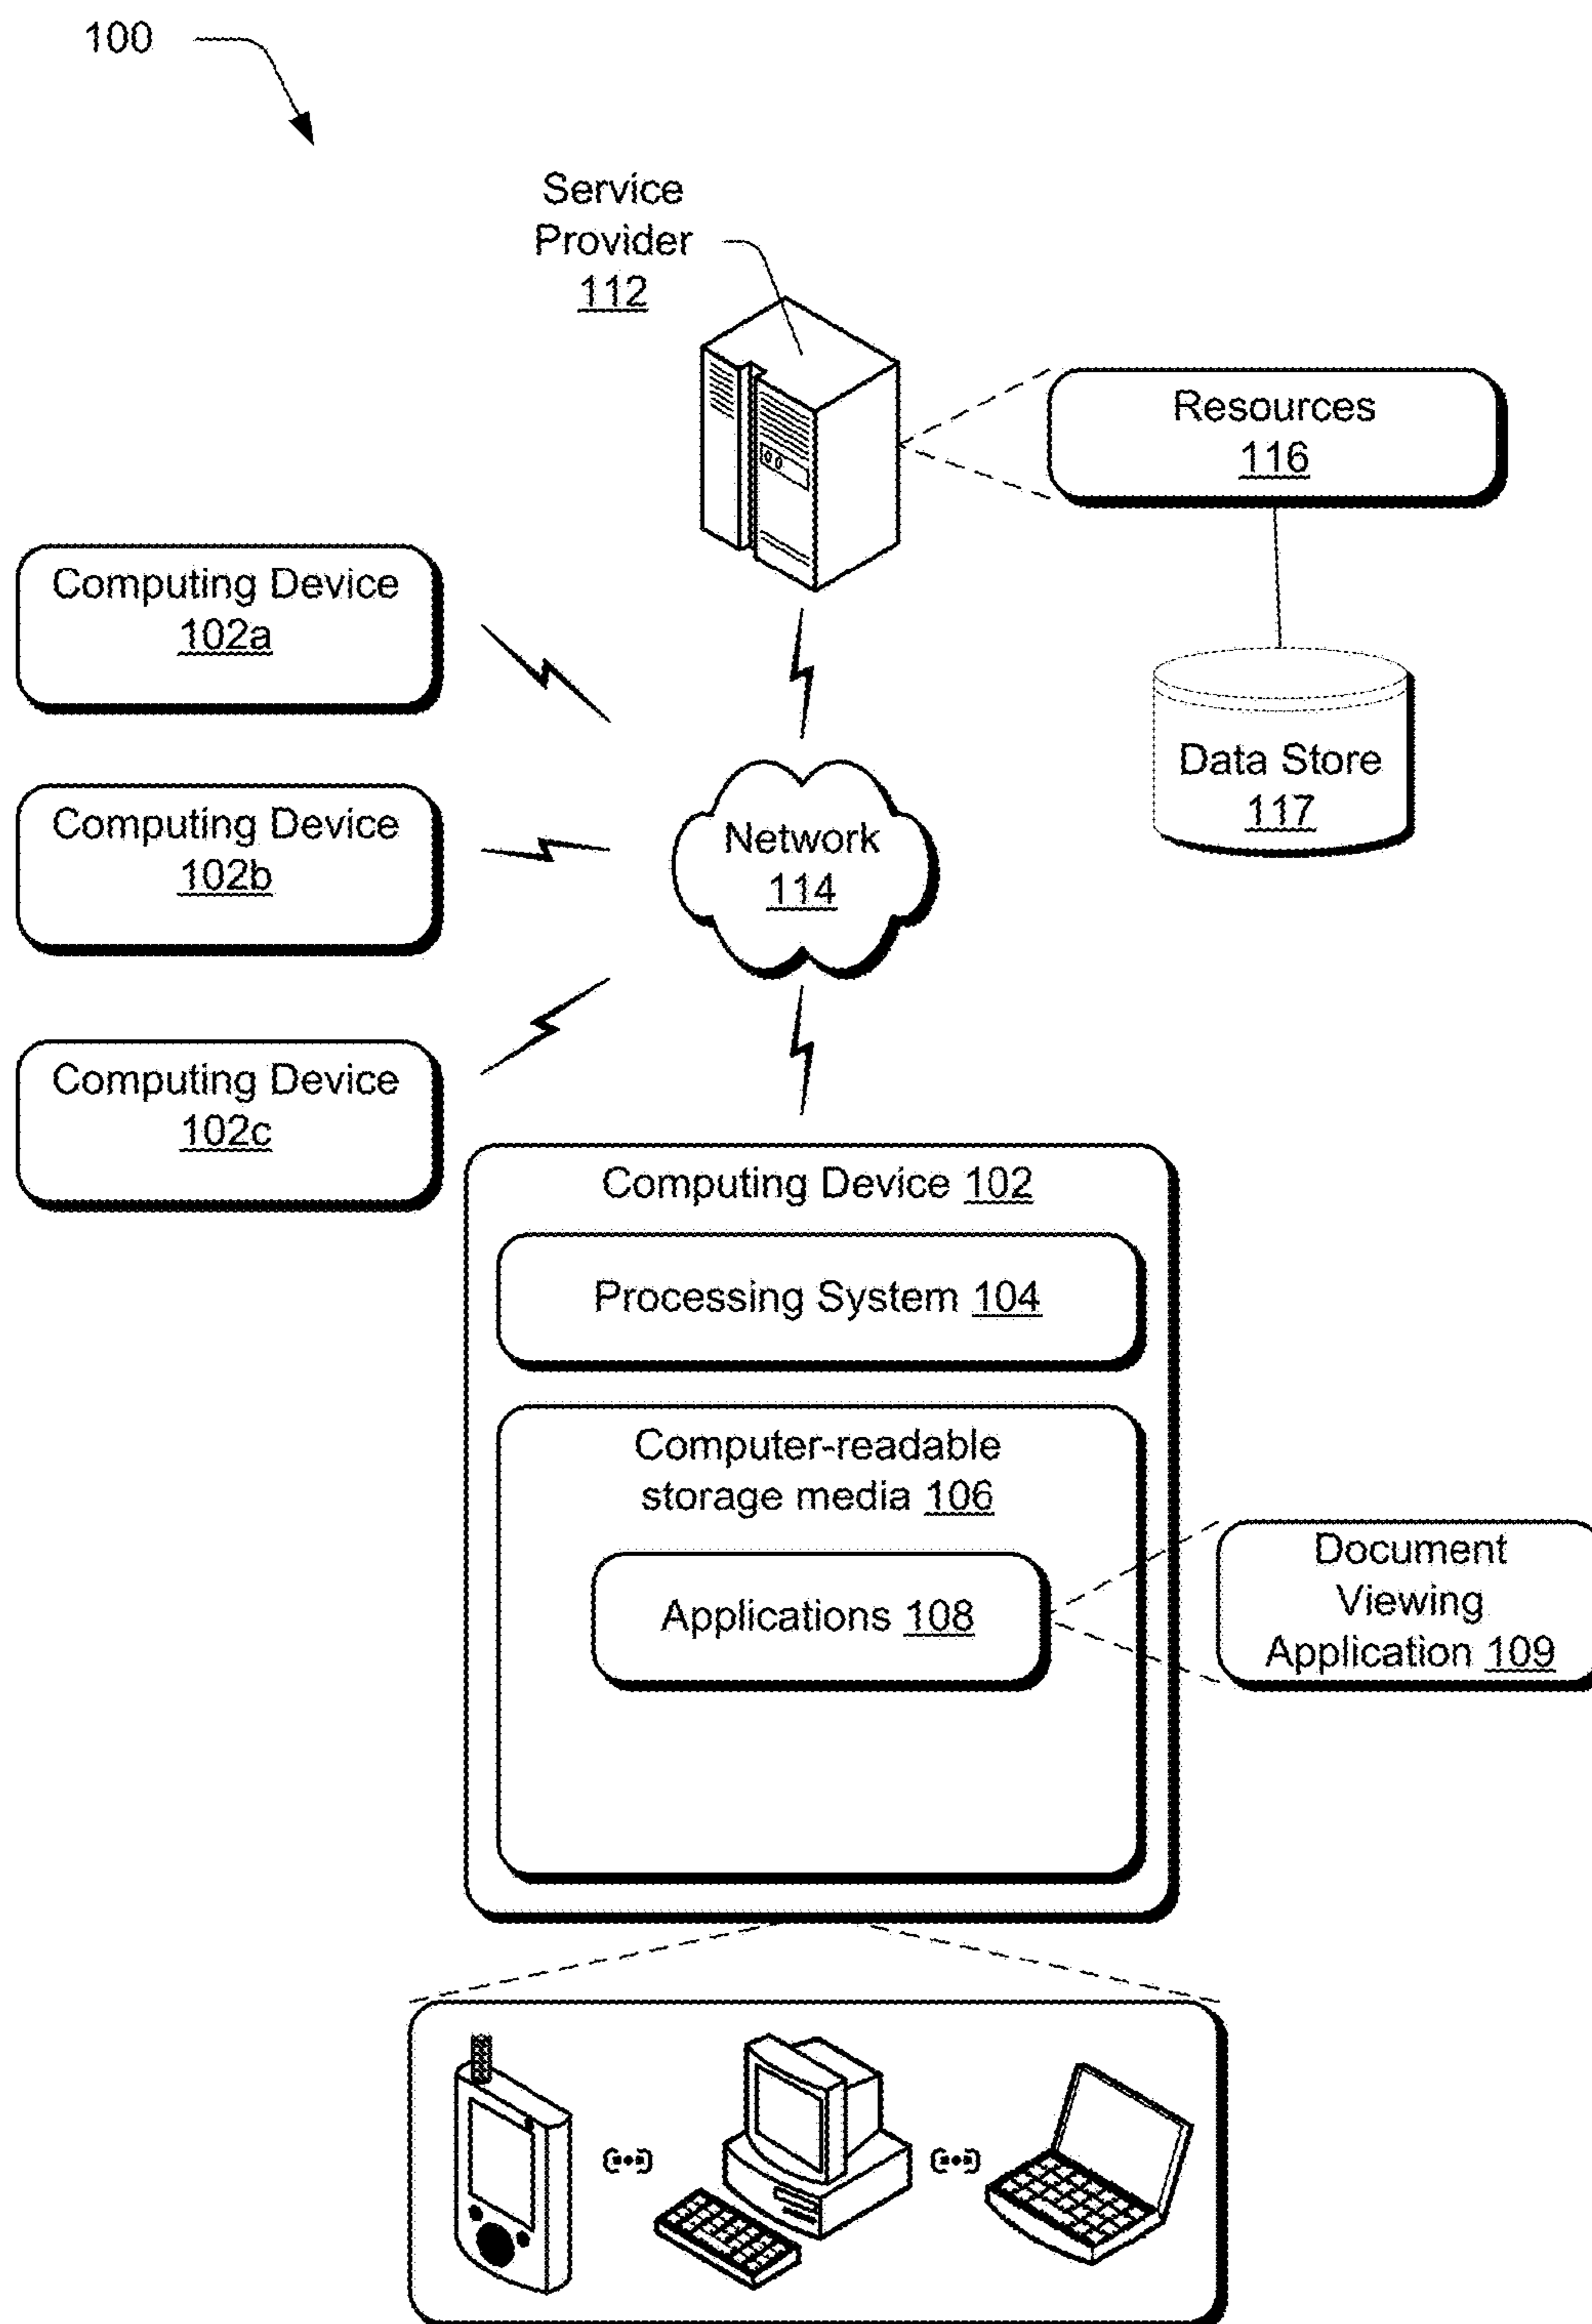 100
Service
Provider
112
Resources
116
Computing Device
102a
Data Store
117
Computing Device
102b
Network
114
Computing Device
102c
Computing Device 102
Processing System 104
Computer-readable
storage media 106
Applications 108
Document
Viewing
Application 109